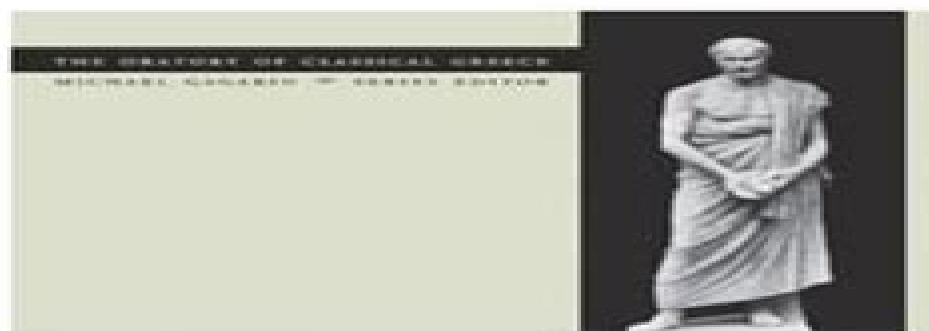 THE ORATORY OF CLASSICAL GREECE
MICHAEL GAGARIN SERIES EDITOR